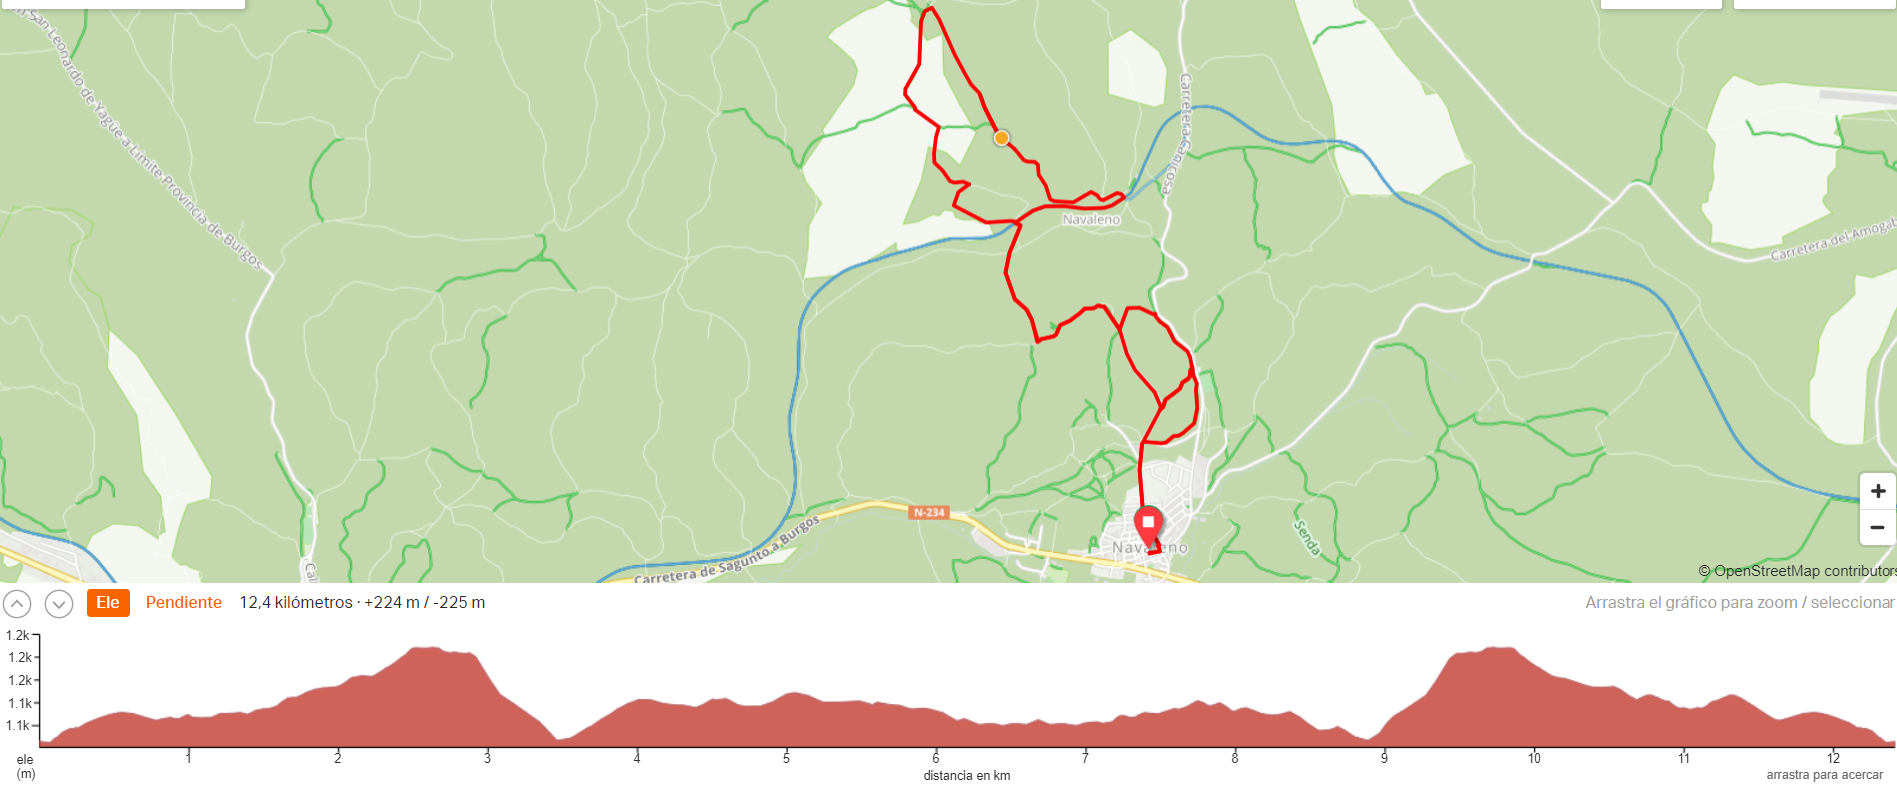 San Leonardo de Yagüe a Límite Provincia de Burgos
Carretera Canicosa
Navaleno
Carretera del Amogab
N-234
Carretera de Sagunto a Burgos
Senda
Navaleno
Cal
+
−
© OpenStreetMap contributors
Ele
Pendiente
12,4 kilómetros · +224 m / -225 m
Arrastra el gráfico para zoom / seleccionar
1.2k
1.2k
1.2k
1.1k
1.1k
ele
(m)
1 2 3 4 5 6 7 8 9 10 11 12
distancia en km
arrastra para acercar